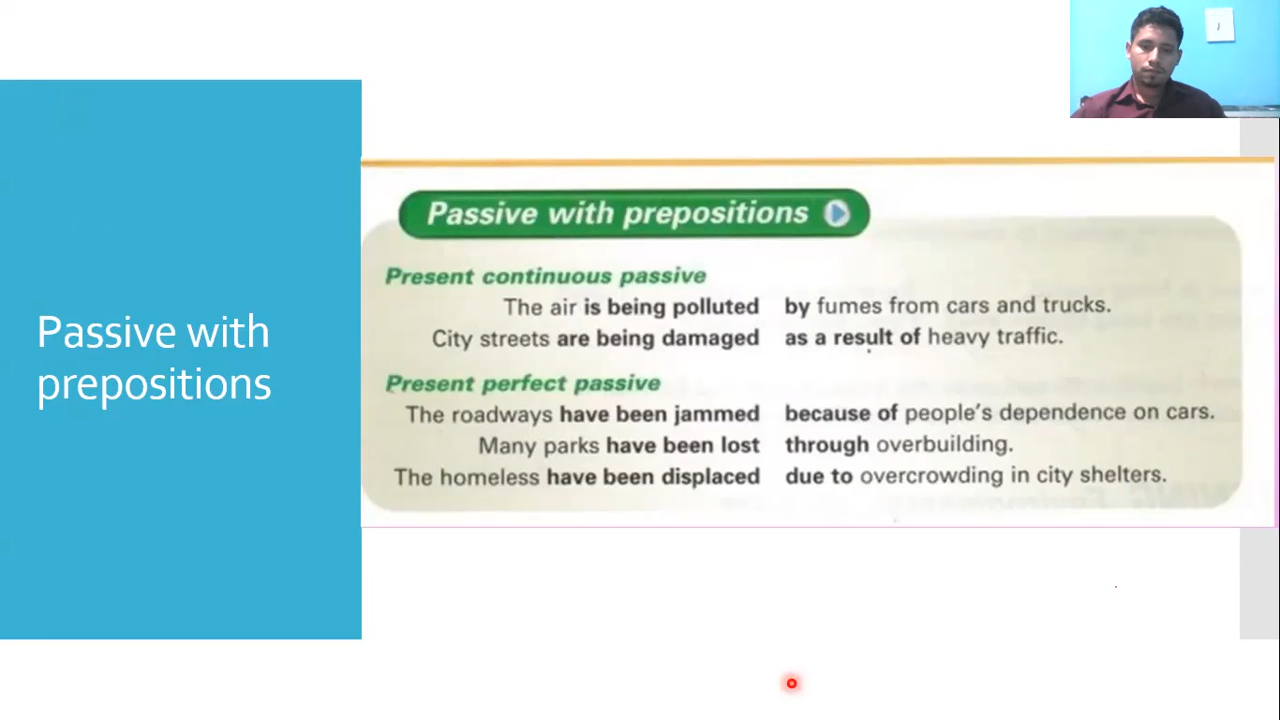 Passive with
prepositions
Passive with prepositions
Present continuous passive
The air is being polluted by fumes from cars and trucks.
City streets are being damaged as a result of heavy traffic.
Present perfect passive
The roadways have been jammed because of people's dependence on cars.
Many parks have been lost through overbuilding.
The homeless have been displaced due to overcrowding in city shelters.